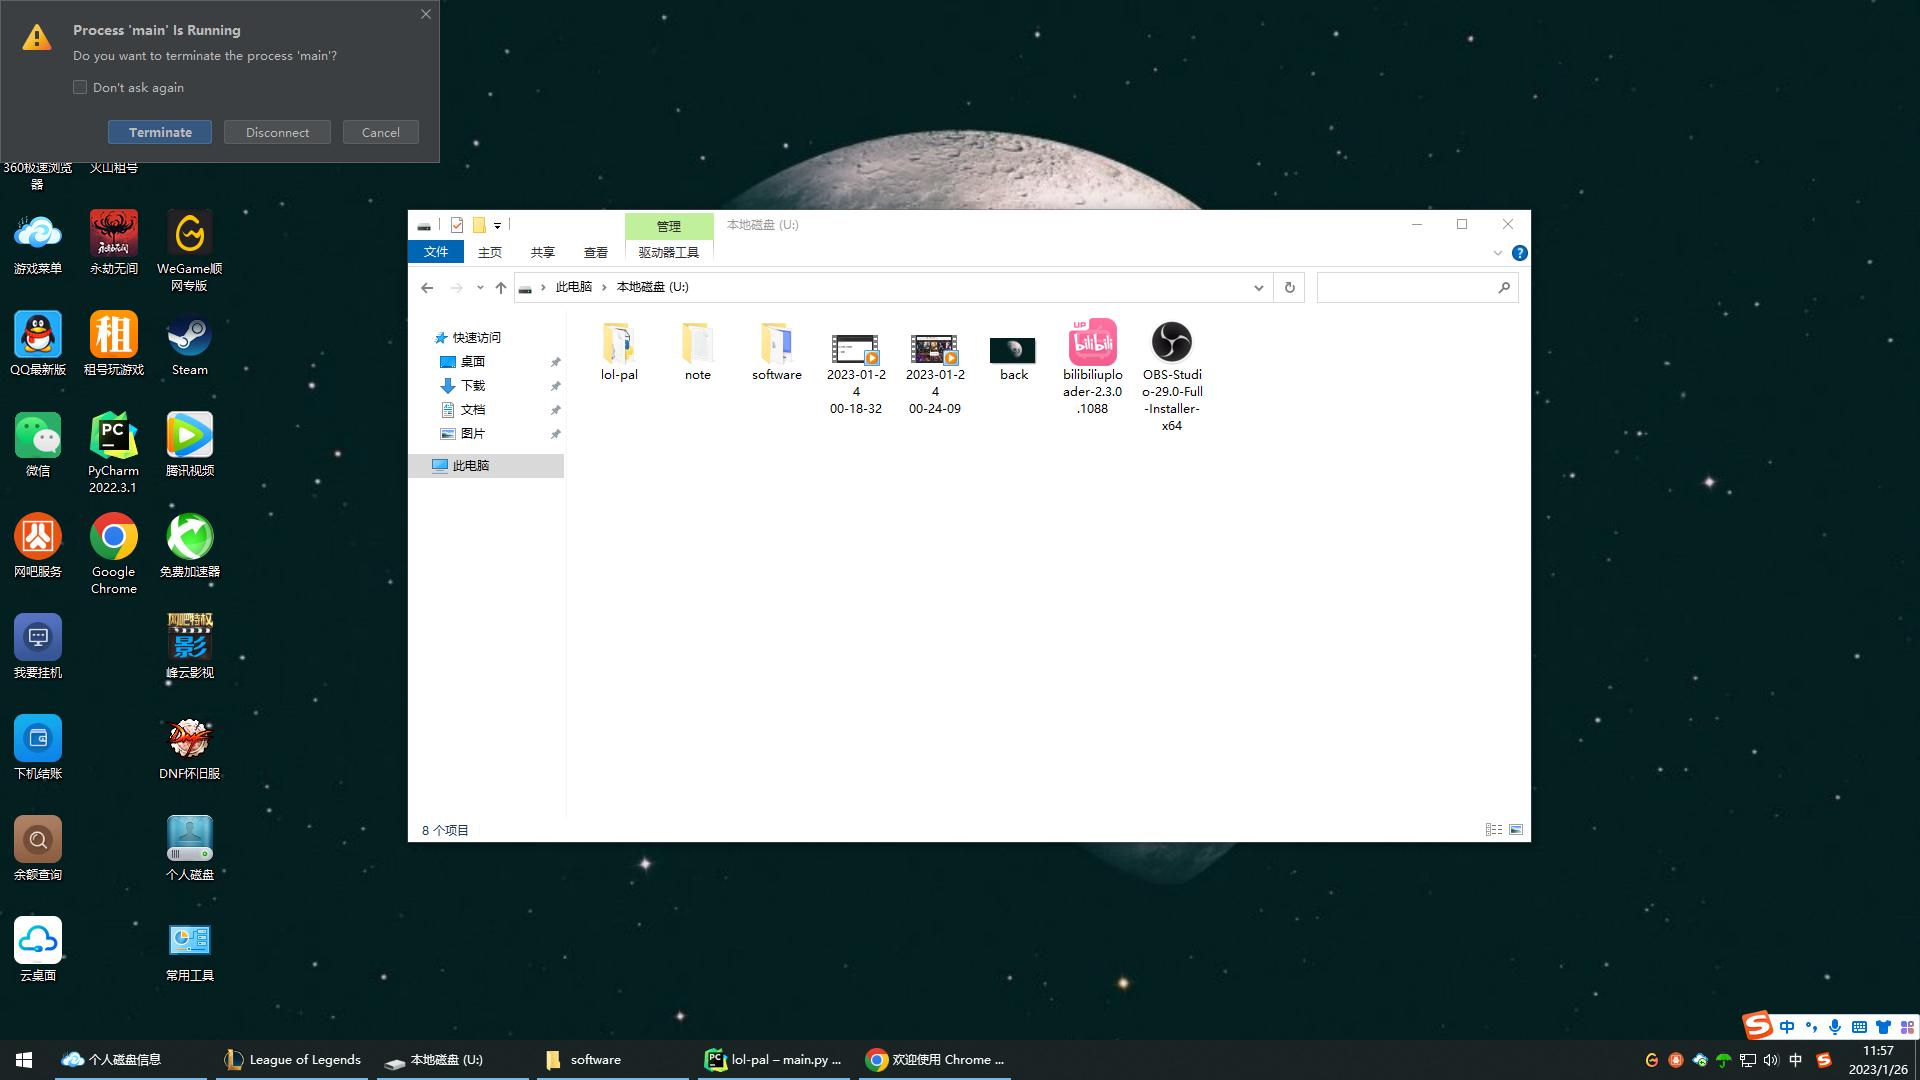 Process 'main' Is Running
Do you want to terminate the process 'main'?
Don't ask again
Terminate
Disconnect
Cancel
360极速浏览
器
火山租号
游戏菜单
永劫无间
WeGame顺
网专版
QQ最新版
租号玩游戏
Steam
微信
PyCharm
2022.3.1
腾讯视频
网吧服务
Google
Chrome
免费加速器
我要挂机
峰云影视
下机结账
DNF怀旧服
余额查询
个人磁盘
云桌面
常用工具
管理
本地磁盘 (U:)
文件
主页
共享
查看
驱动器工具
此电脑
本地磁盘 (U:)
快速访问
桌面
下载
文档
图片
此电脑
lol-pal
note
software
2023-01-2
4
00-18-32
2023-01-2
4
00-24-09
back
bilibiliuplo
ader-2.3.0
.1088
OBS-Studi
o-29.0-Full
-Installer-
x64
8 个项目
中
个人磁盘信息
League of Legends
本地磁盘 (U:)
software
lol-pal – main.py ...
欢迎使用 Chrome ...
中
11:57
2023/1/26